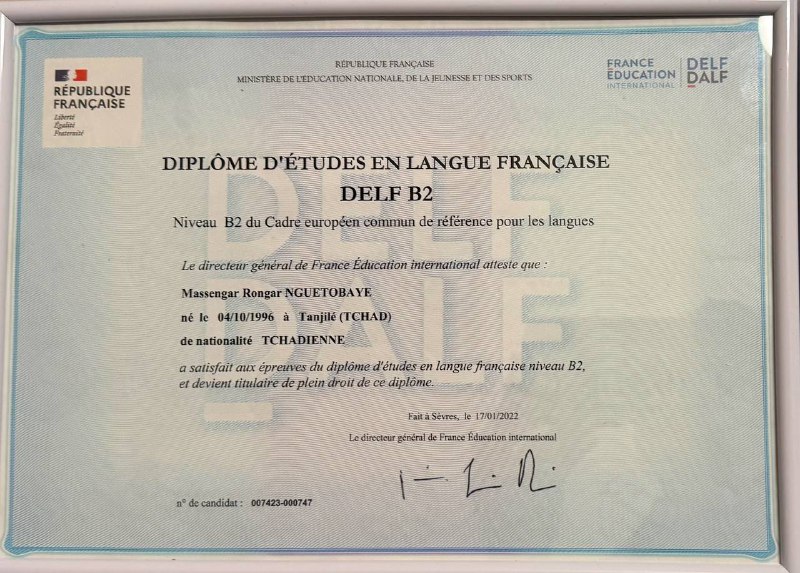 RÉPUBLIQUE FRANÇAISE
MINISTÈRE DE L'ÉDUCATION NATIONALE, DE LA JEUNESSE ET DES SPORTS
RÉPUBLIQUE
FRANÇAISE
Liberté
Égalité
Fraternité
FRANCE
ÉDUCATION
INTERNATIONAL
DELF
DALF
DIPLÔME D'ÉTUDES EN LANGUE FRANÇAISE
DELF B2
Niveau B2 du Cadre européen commun de référence pour les langues
DELF
DALF
Le directeur général de France Éducation international atteste que :
Massengar Rongar NGUETOBAYE
né le 04/10/1996 à Tanjilé (TCHAD)
de nationalité TCHADIENNE
a satisfait aux épreuves du diplôme d'études en langue française niveau B2,
et devient titulaire de plein droit de ce diplôme.
Fait à Sèvres, le 17/01/2022
Le directeur général de France Éducation international
n° de candidat : 007423-000747